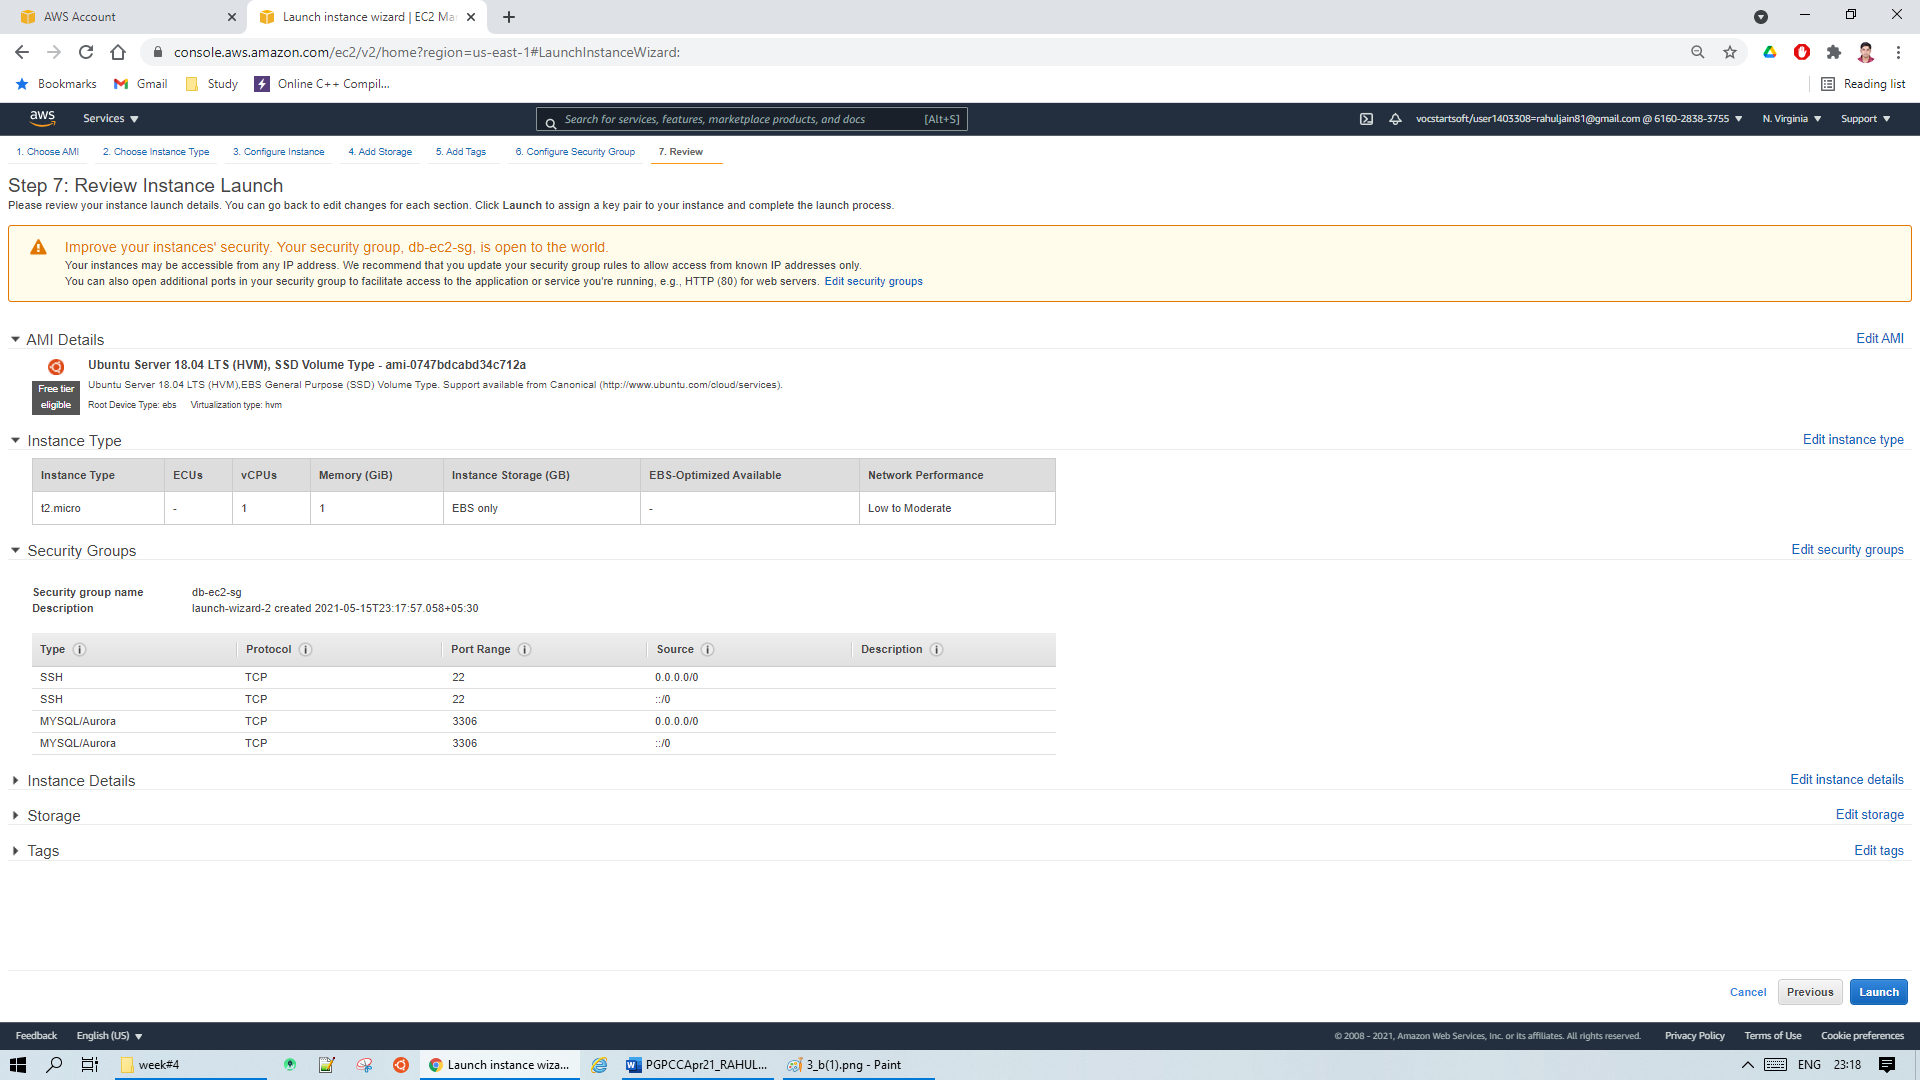 AWS Account
Launch instance wizard | EC2 Ma
console.aws.amazon.com/ec2/v2/home?region=us-east-1#LaunchInstanceWizard:
Bookmarks Gmail Study Online C++ Compil... Reading list
aws Services Search for services, features, marketplace products, and docs [Alt+S] vocstartsoft/user1403308=rahuljain81@gmail.com @ 6160-2838-3755 N. Virginia Support
1. Choose AMI 2. Choose Instance Type 3. Configure Instance 4. Add Storage 5. Add Tags 6. Configure Security Group 7. Review
Step 7: Review Instance Launch
Please review your instance launch details. You can go back to edit changes for each section. Click Launch to assign a key pair to your instance and complete the launch process.
Improve your instances' security. Your security group, db-ec2-sg, is open to the world.
Your instances may be accessible from any IP address. We recommend that you update your security group rules to allow access from known IP addresses only.
You can also open additional ports in your security group to facilitate access to the application or service you're running, e.g., HTTP (80) for web servers. Edit security groups
AMI Details Edit AMI
Ubuntu Server 18.04 LTS (HVM), SSD Volume Type - ami-0747bdcabd34c712a
Free tier eligible
Ubuntu Server 18.04 LTS (HVM),EBS General Purpose (SSD) Volume Type. Support available from Canonical (http://www.ubuntu.com/cloud/services).
Root Device Type: ebs Virtualization type: hvm
Instance Type Edit instance type
Instance Type ECUs vCPUs Memory (GiB) Instance Storage (GB) EBS-Optimized Available Network Performance
t2.micro - 1 1 EBS only - Low to Moderate
Security Groups Edit security groups
Security group name db-ec2-sg
Description launch-wizard-2 created 2021-05-15T23:17:57.058+05:30
Type Protocol Port Range Source Description
SSH TCP 22 0.0.0.0/0
SSH TCP 22 ::/0
MYSQL/Aurora TCP 3306 0.0.0.0/0
MYSQL/Aurora TCP 3306 ::/0
Instance Details Edit instance details
Storage Edit storage
Tags Edit tags
Cancel Previous Launch
Feedback English (US) © 2008 - 2021, Amazon Web Services, Inc. or its affiliates. All rights reserved. Privacy Policy Terms of Use Cookie preferences
week#4 Launch instance wiza... PGPCCApr21_RAHUL... 3_b(1).png - Paint ENG 23:18